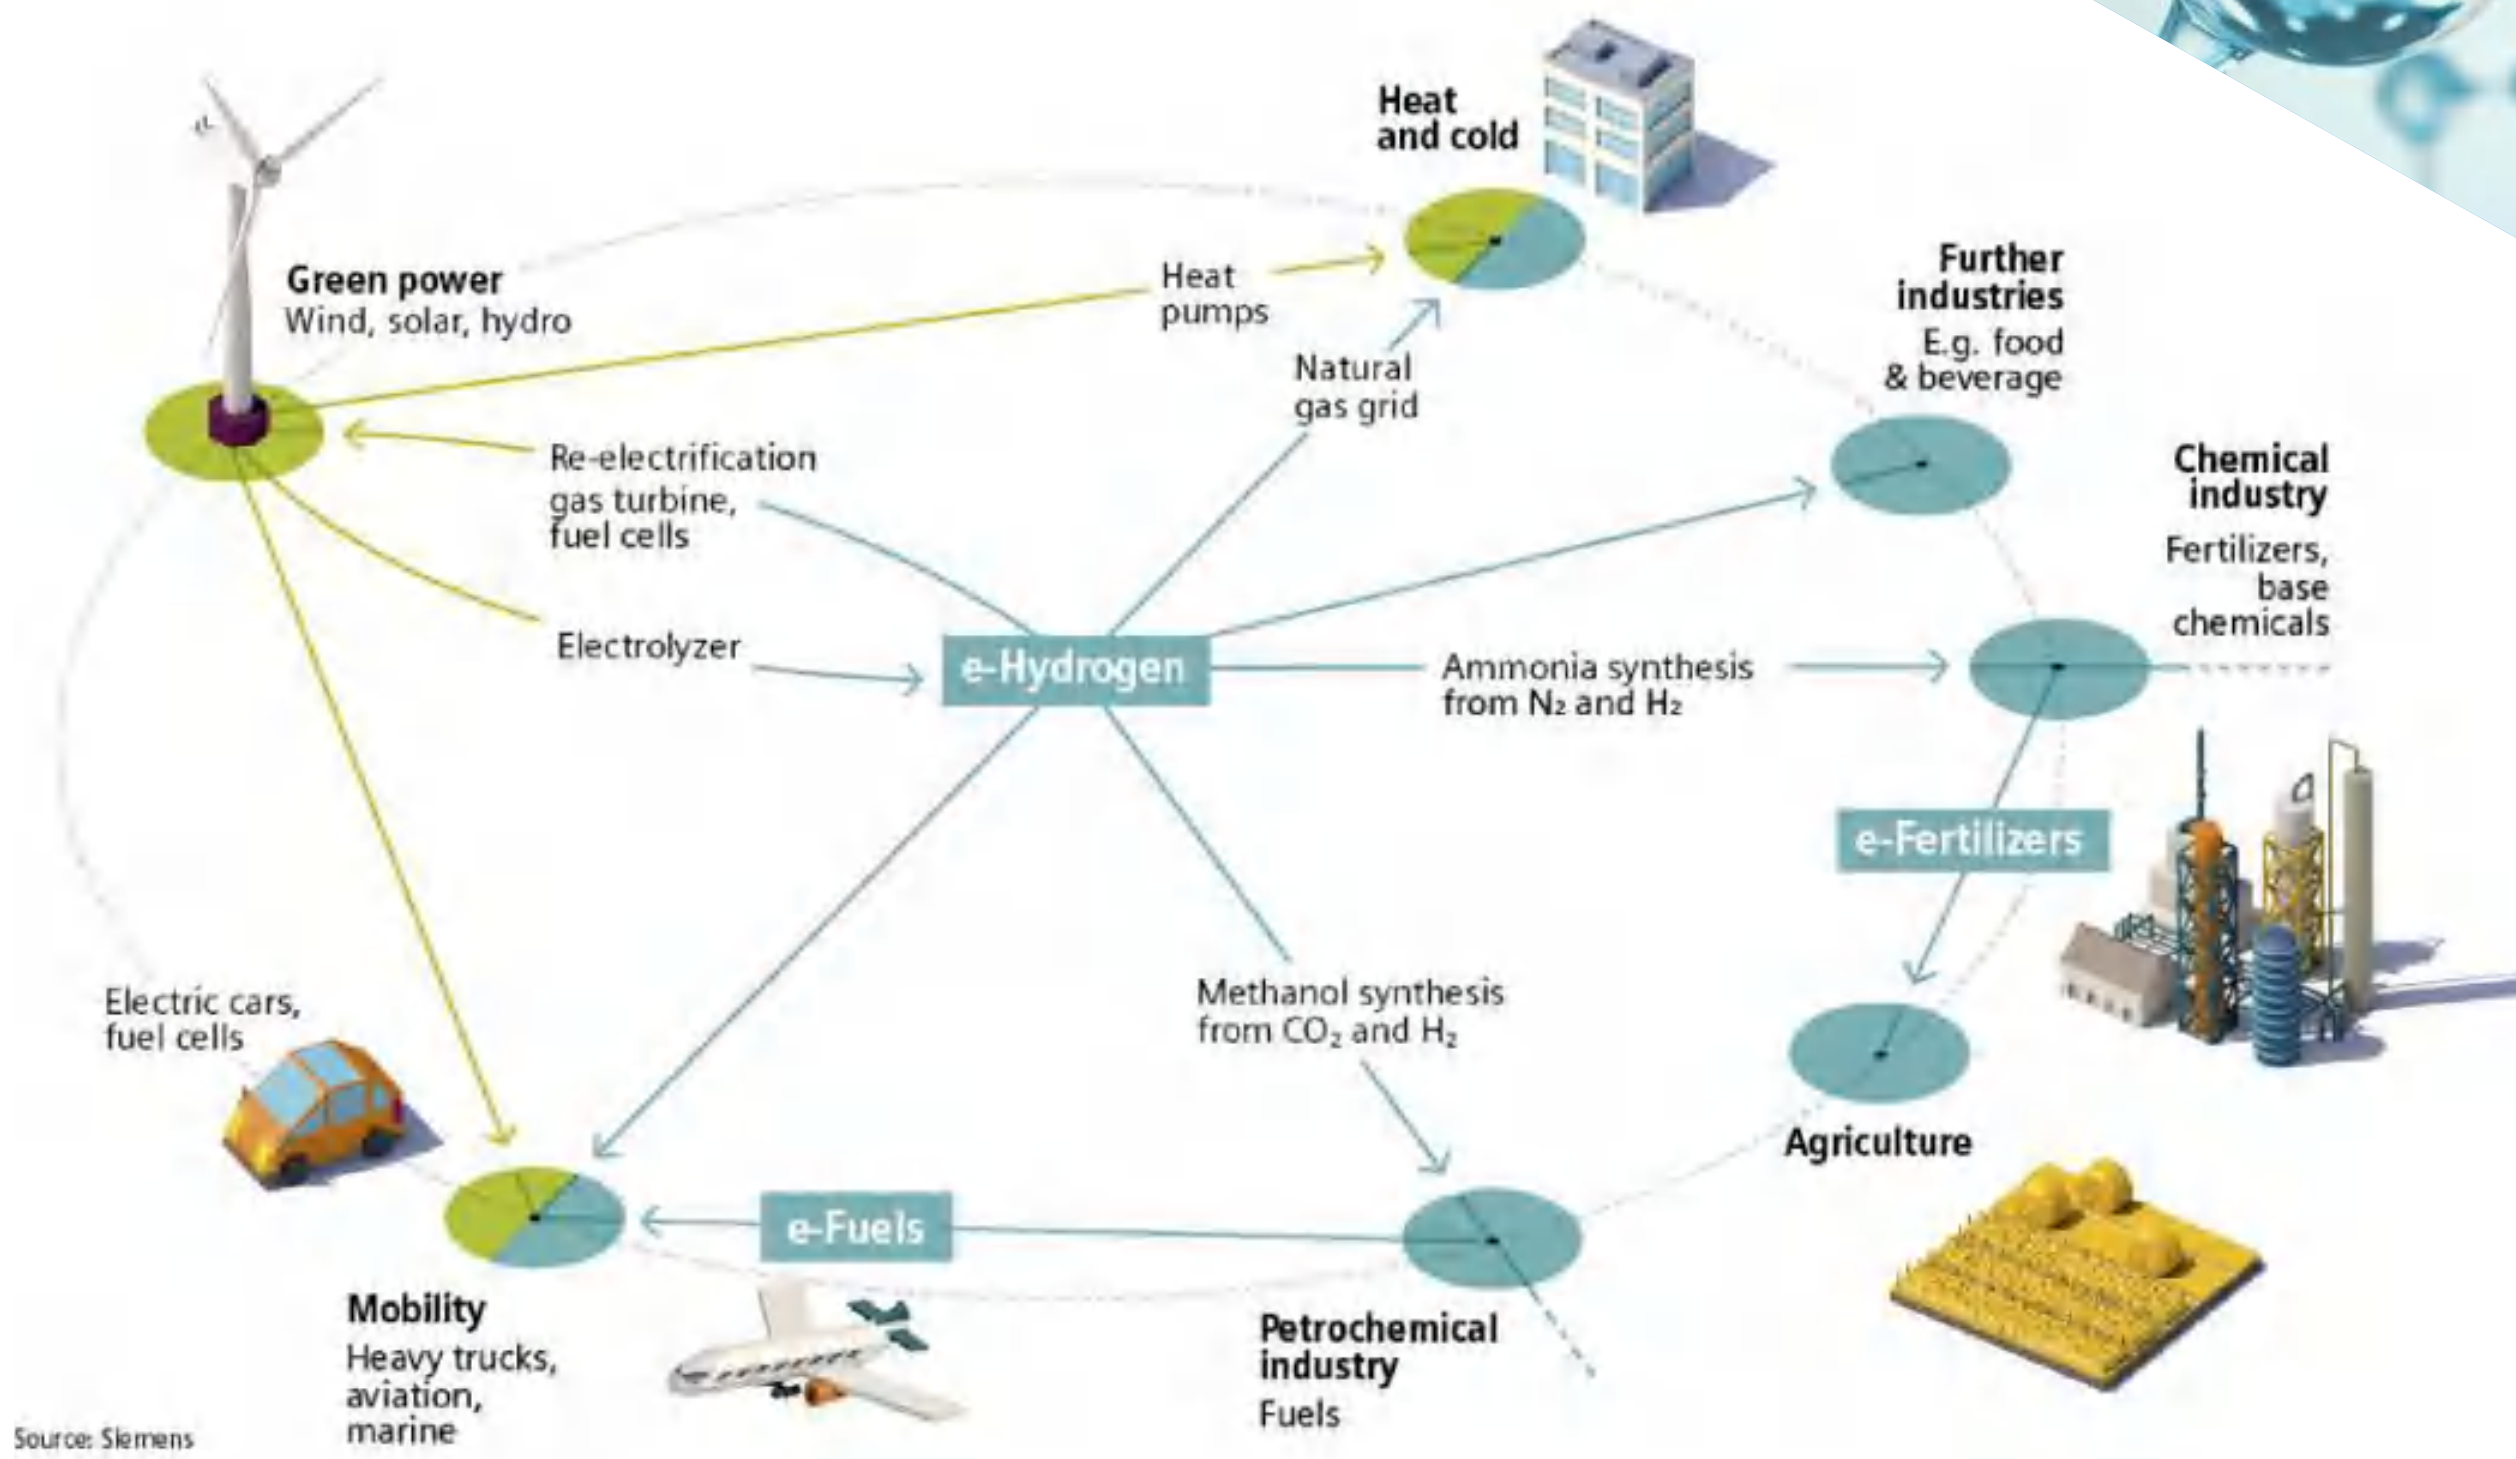 Heat
and cold
Further
industries
E.g. food
& beverage
Green power
Wind, solar, hydro
Heat
pumps
Natural
gas grid
Chemical
industry
Fertilizers,
base
chemicals
Re-electrification
gas turbine,
fuel cells
Electrolyzer
e-Hydrogen
Ammonia synthesis
from N₂ and H₂
e-Fertilizers
Electric cars,
fuel cells
Methanol synthesis
from CO₂ and H₂
Agriculture
e-Fuels
Mobility
Heavy trucks,
aviation,
marine
Petrochemical
industry
Fuels
Source: Siemens